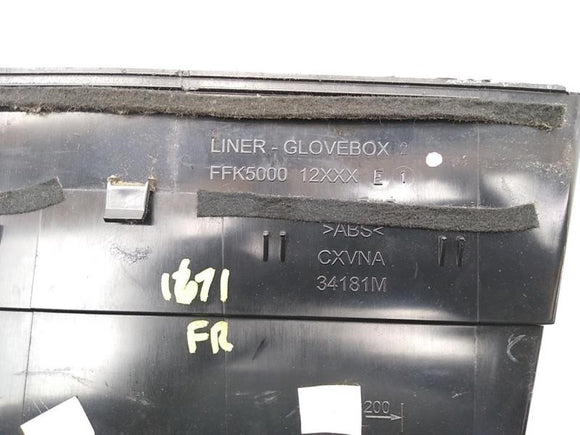 LINER - GLOVEBOX 2
FFK5000 12XXX E 1
>ABS<
CXVNA
34181M
1671
FR
200